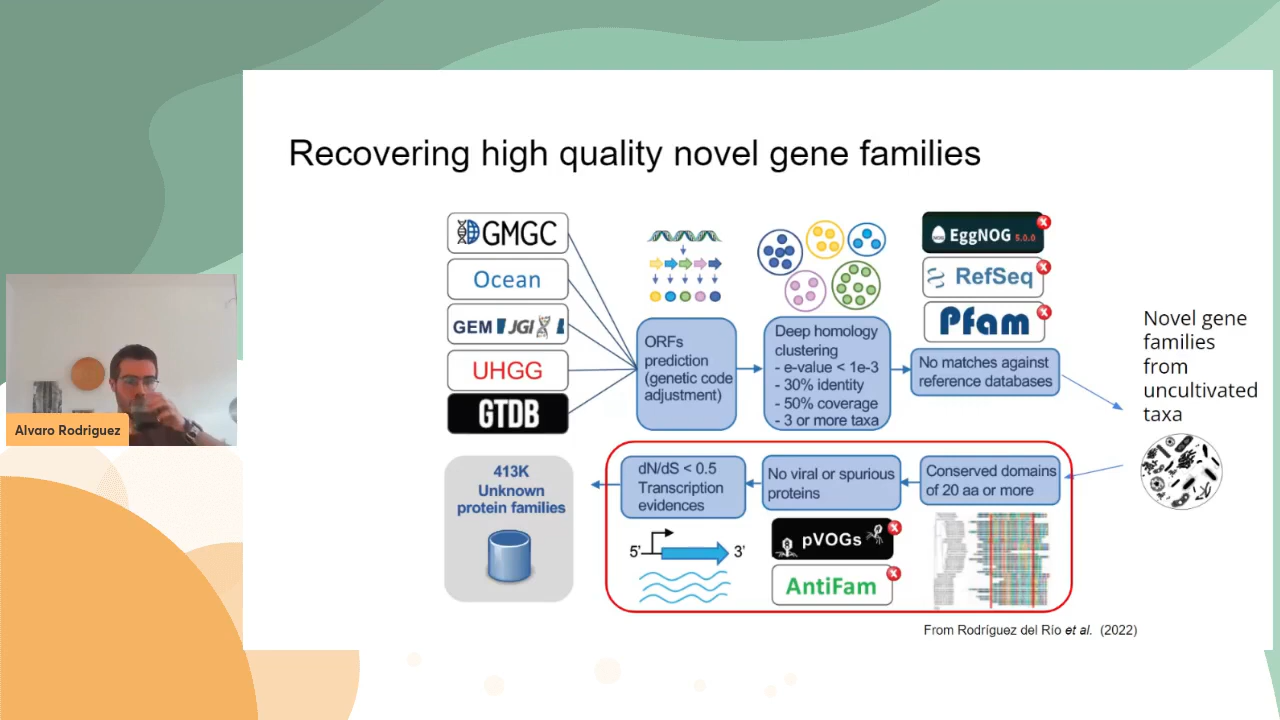 Recovering high quality novel gene families
GMGC
Ocean
GEM JGI
UHGG
GTDB
ORFs
prediction
(genetic code
adjustment)
Deep homology
clustering
- e-value < 1e-3
- 30% identity
- 50% coverage
- 3 or more taxa
EggNOG 5.0.0
RefSeq
Pfam
No matches against
reference databases
Novel gene
families
from
uncultivated
taxa
Conserved domains
of 20 aa or more
No viral or spurious
proteins
pVOGs
AntiFam
dN/dS < 0.5
Transcription
evidences
5' 3'
413K
Unknown
protein families
From Rodríguez del Río et al. (2022)
Alvaro Rodriguez